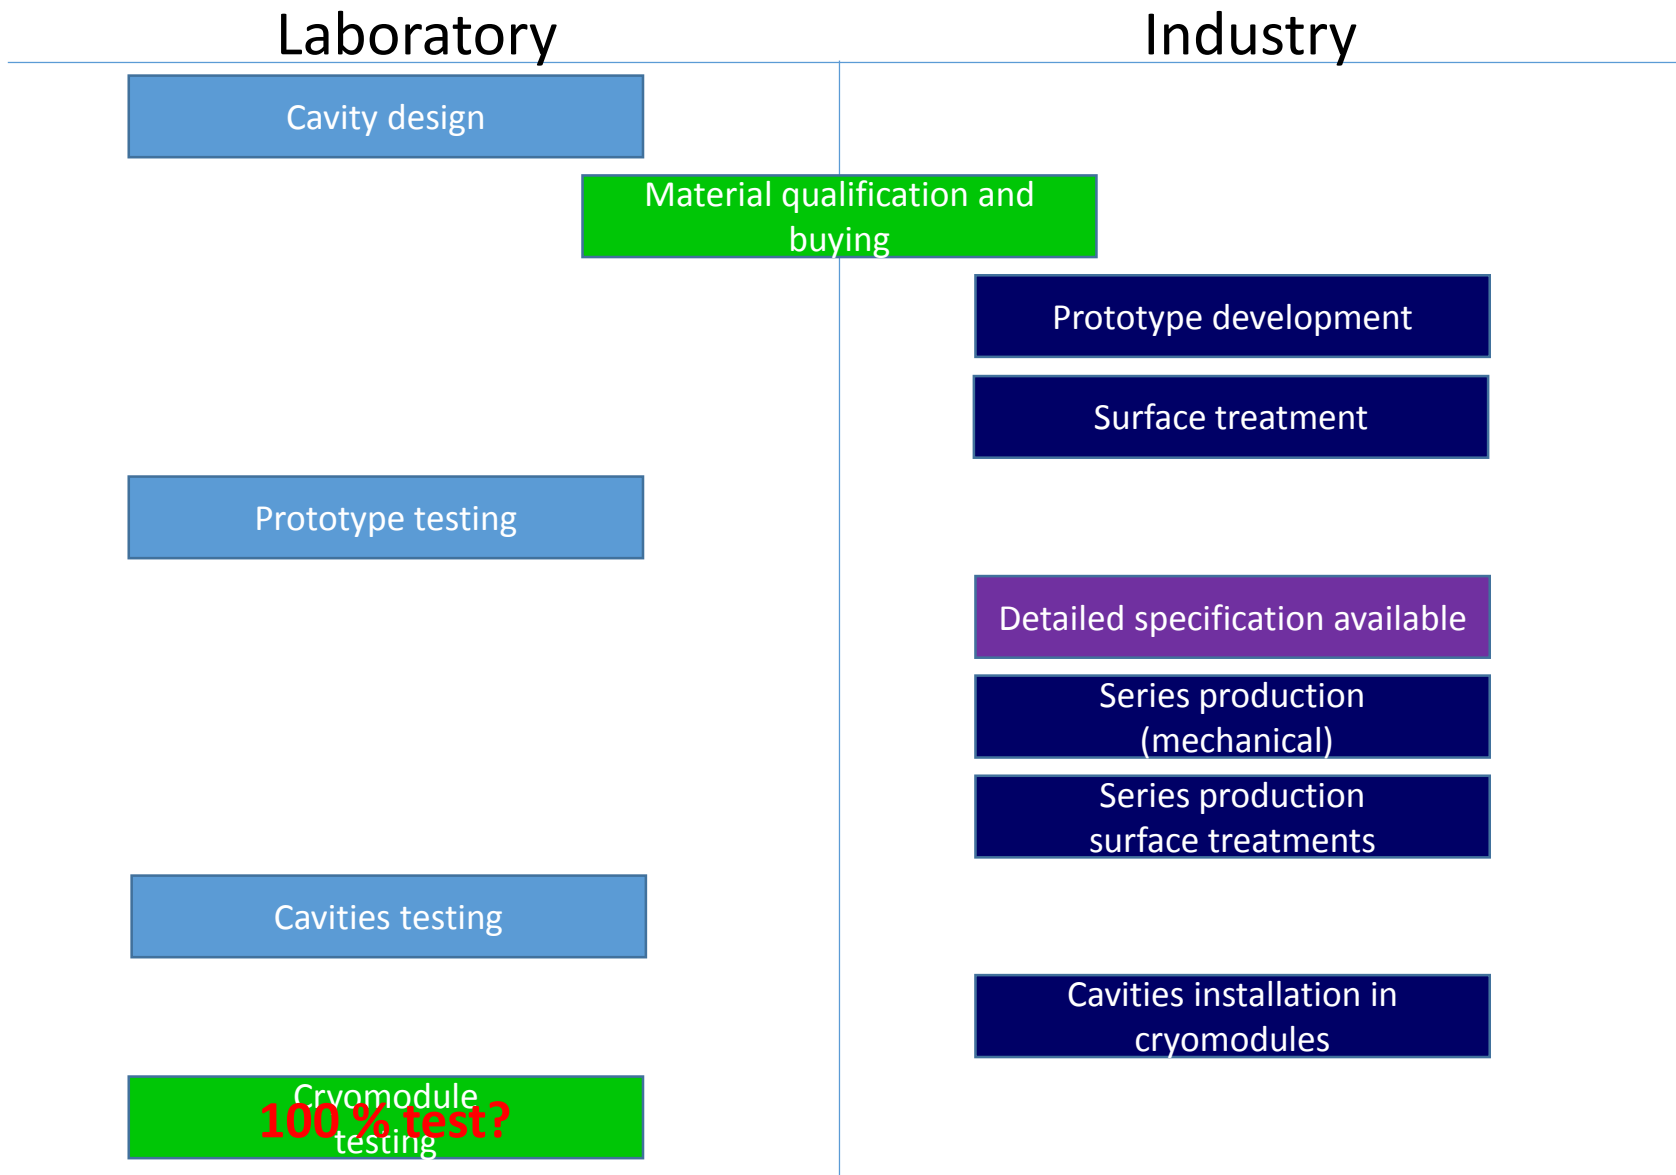 Laboratory
Industry
Cavity design
Material qualification and
buying
Prototype development
Surface treatment
Prototype testing
Detailed specification available
Series production
(mechanical)
Series production
surface treatments
Cavities testing
Cavities installation in
cryomodules
Cryomodule
100 % test?
testing